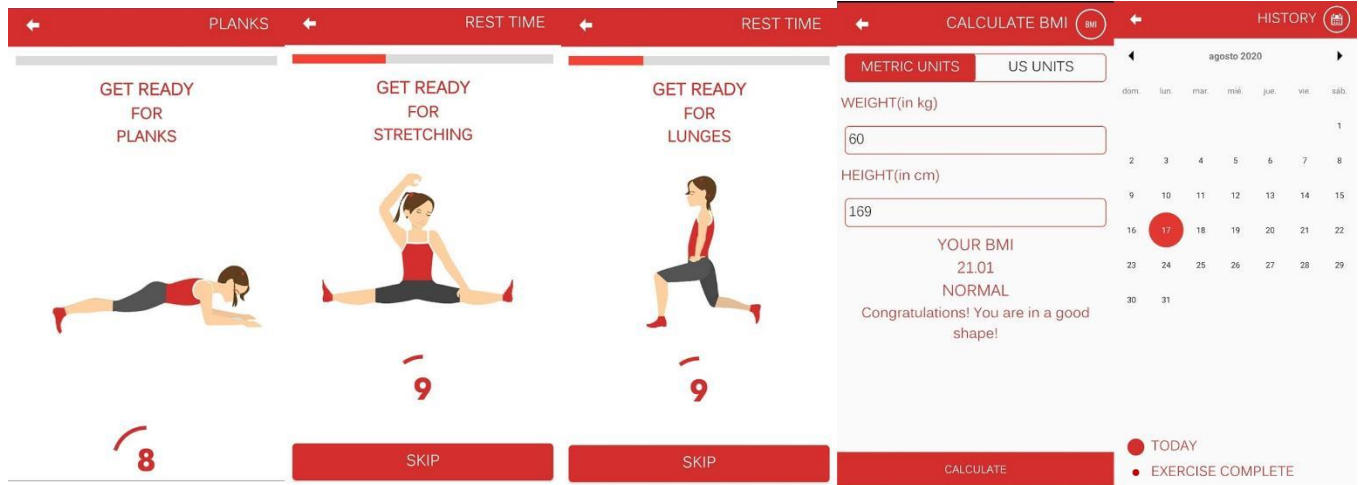 PLANKS
GET READY
FOR
PLANKS
8
REST TIME
GET READY
FOR
STRETCHING
9
SKIP
REST TIME
GET READY
FOR
LUNGES
9
SKIP
CALCULATE BMI BMI
METRIC UNITS US UNITS
WEIGHT(in kg)
60
HEIGHT(in cm)
169
YOUR BMI
21.01
NORMAL
Congratulations! You are in a good
shape!
CALCULATE
HISTORY
agosto 2020
dom. lun. mar. mié. jue. vie. sáb.
1
2 3 4 5 6 7 8
9 10 11 12 13 14 15
16 17 18 19 20 21 22
23 24 25 26 27 28 29
30 31
TODAY
EXERCISE COMPLETE